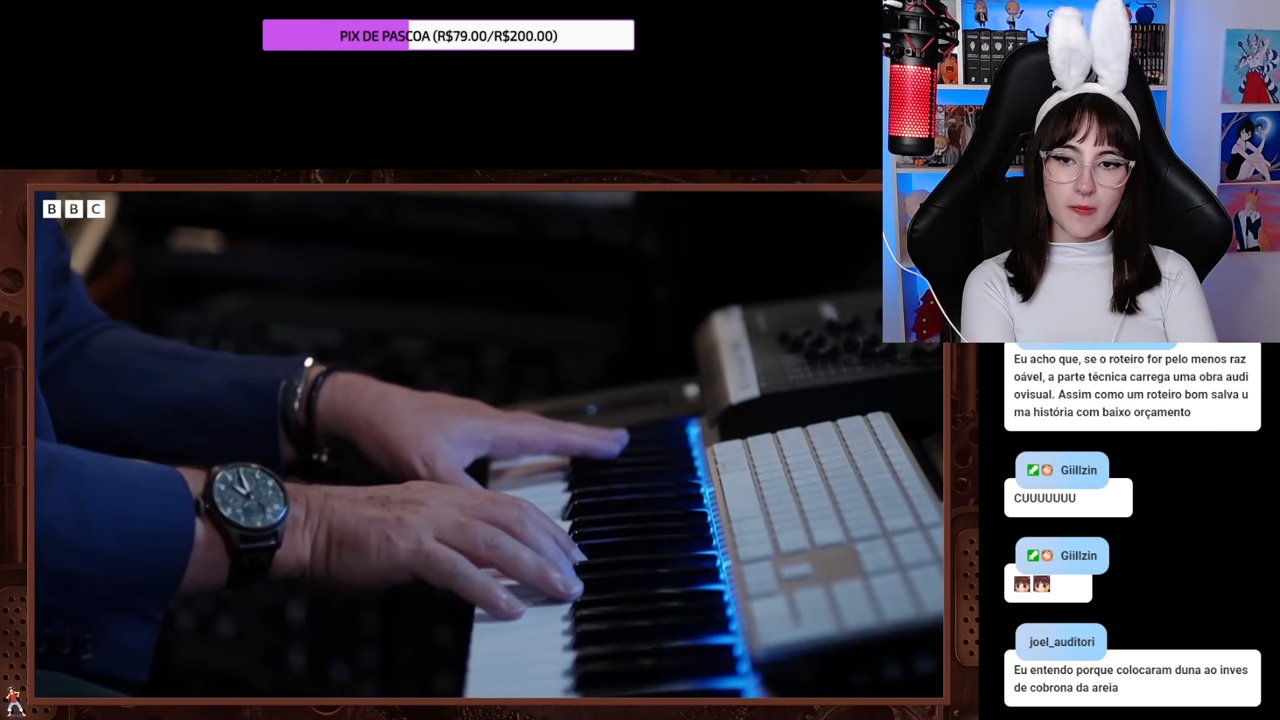 PIX DE PASCOA (R$79.00/R$200.00)
BBC
Eu acho que, se o roteiro for pelo menos raz
oável, a parte técnica carrega uma obra audi
ovisual. Assim como um roteiro bom salva u
ma história com baixo orçamento
Giillzin
CUUUUUUU
Giillzin
joel_auditori
Eu entendo porque colocaram duna ao inves
de cobrona da areia